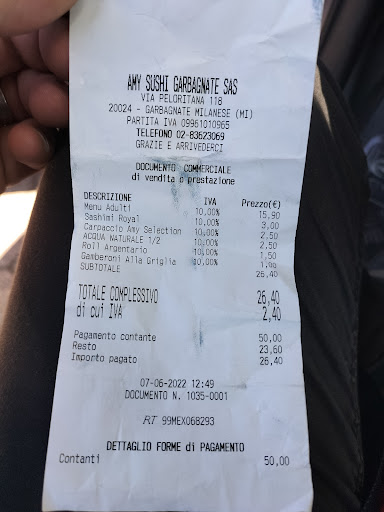 AMY SUSHI GARBAGNATE SAS
VIA PELORITANA 118
20024 - GARBAGNATE MILANESE (MI)
PARTITA IVA 09961010965
TELEFONO 02-83623069
GRAZIE E ARRIVEDERCI
DOCUMENTO COMMERCIALE
di vendita o prestazione
DESCRIZIONE IVA Prezzo(€)
Menu Adulti 10,00% 15,90
Sashimi Royal 10,00% 3,00
Carpaccio Amy Selection 10,00% 2,50
ACQUA NATURALE 1/2 10,00% 2,50
Roll Argentario 10,00% 1,50
Gamberoni Alla Griglia 10,00% 1,00
SUBTOTALE 26,40
TOTALE COMPLESSIVO 26,40
di cui IVA 2,40
Pagamento contante 50,00
Resto 23,60
Importo pagato 26,40
07-06-2022 12:49
DOCUMENTO N. 1035-0001
RT 99MEX068293
DETTAGLIO FORME di PAGAMENTO
Contanti 50,00